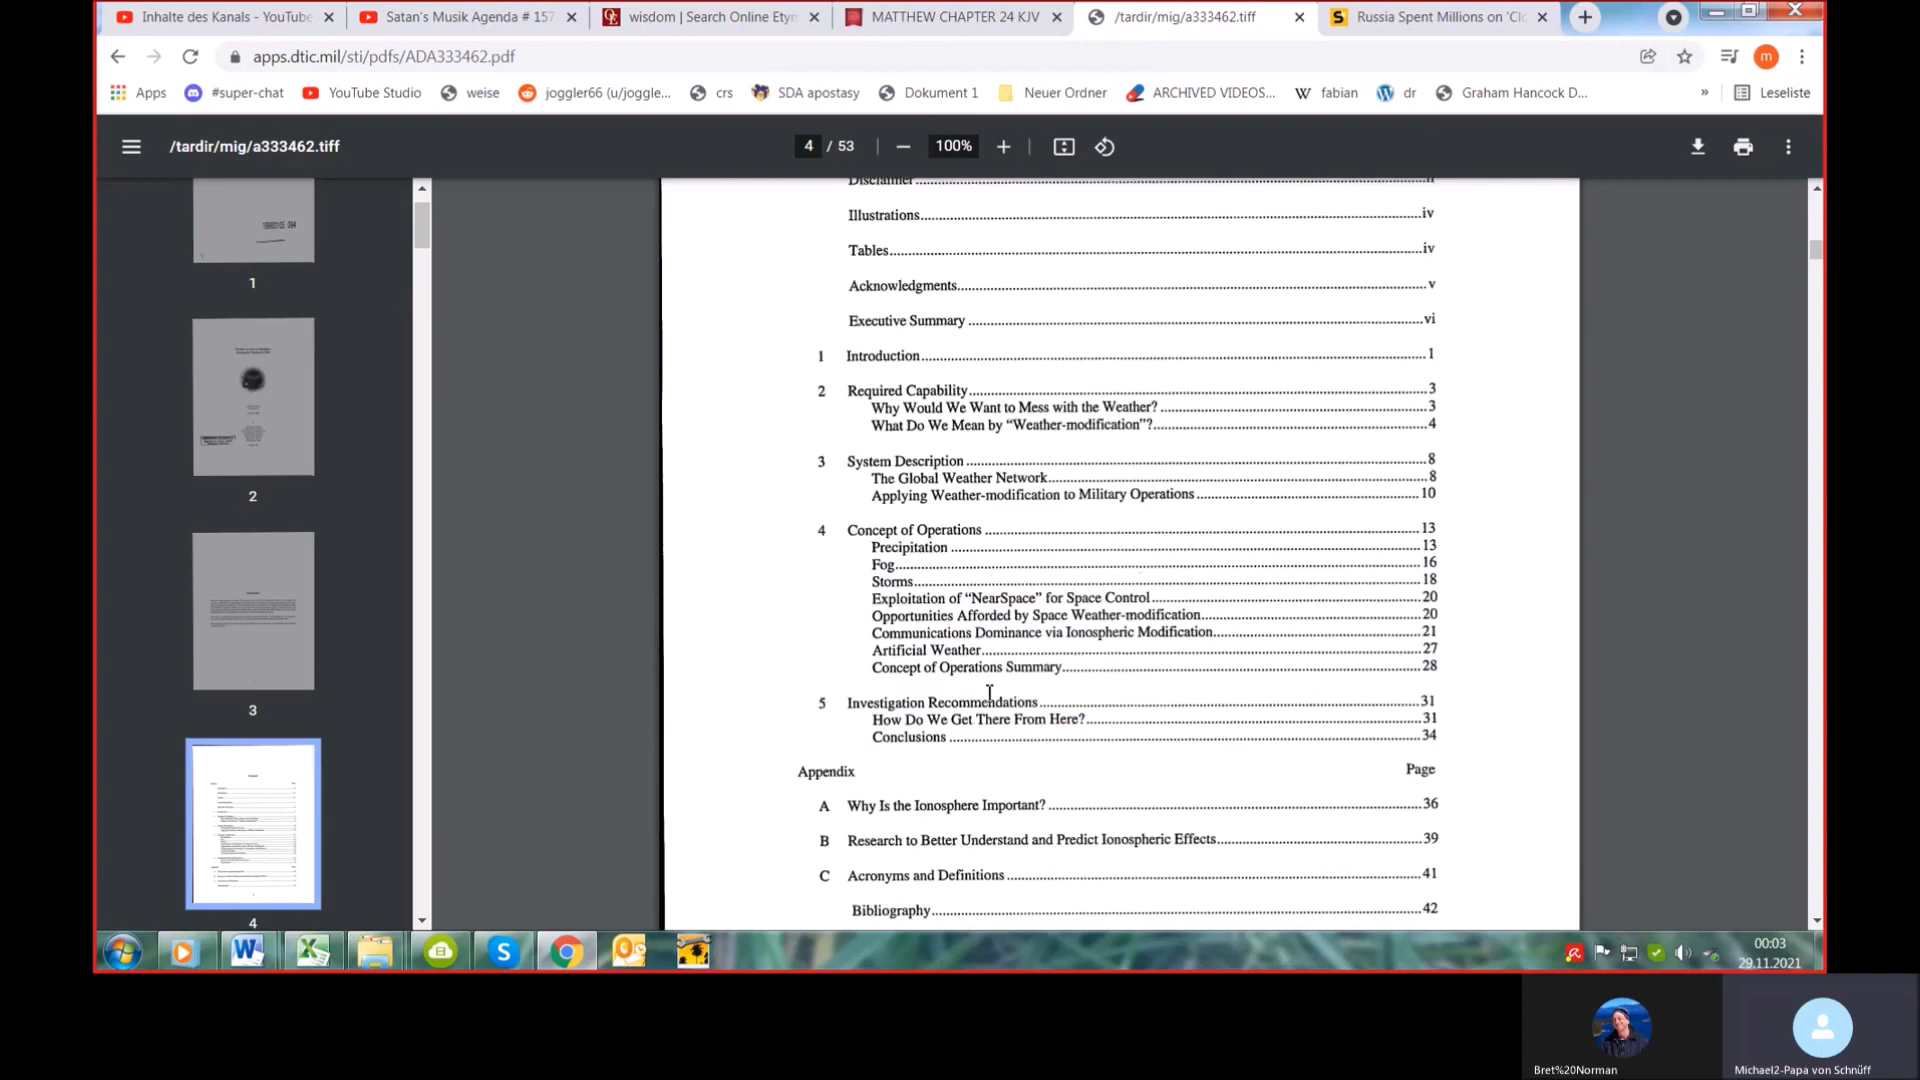 Inhalte des Kanals - YouTube
Satan's Musik Agenda # 157
wisdom | Search Online Etym
MATTHEW CHAPTER 24 KJV
/tardir/mig/a333462.tiff
Russia Spent Millions on 'Clo
apps.dtic.mil/sti/pdfs/ADA333462.pdf
m
Apps
#super-chat
YouTube Studio
weise
joggler66 (u/joggle...
crs
SDA apostasy
Dokument 1
Neuer Ordner
ARCHIVED VIDEOS...
fabian
dr
Graham Hancock D...
»
Leseliste
/tardir/mig/a333462.tiff
4 / 53
100%
1
2
3
4
Disclaimer ii
Illustrations iv
Tables iv
Acknowledgments v
Executive Summary vi
1 Introduction 1
2 Required Capability 3
Why Would We Want to Mess with the Weather? 3
What Do We Mean by “Weather-modification”? 4
3 System Description 8
The Global Weather Network 8
Applying Weather-modification to Military Operations 10
4 Concept of Operations 13
Precipitation 13
Fog 16
Storms 18
Exploitation of “NearSpace” for Space Control 20
Opportunities Afforded by Space Weather-modification 20
Communications Dominance via Ionospheric Modification 21
Artificial Weather 27
Concept of Operations Summary 28
5 Investigation Recommendations 31
How Do We Get There From Here? 31
Conclusions 34
Appendix Page
A Why Is the Ionosphere Important? 36
B Research to Better Understand and Predict Ionospheric Effects 39
C Acronyms and Definitions 41
Bibliography 42
00:03
29.11.2021
Bret%20Norman
Michael2-Papa von Schnüff